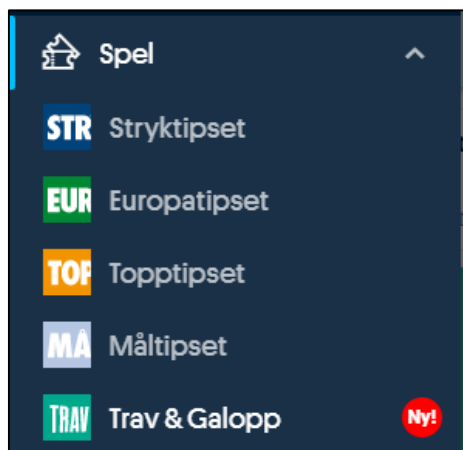 Spel
STR Stryktipset
EUR Europatipset
TOP Topptipset
MÅ Måltipset
TRAV Trav & Galopp Ny!